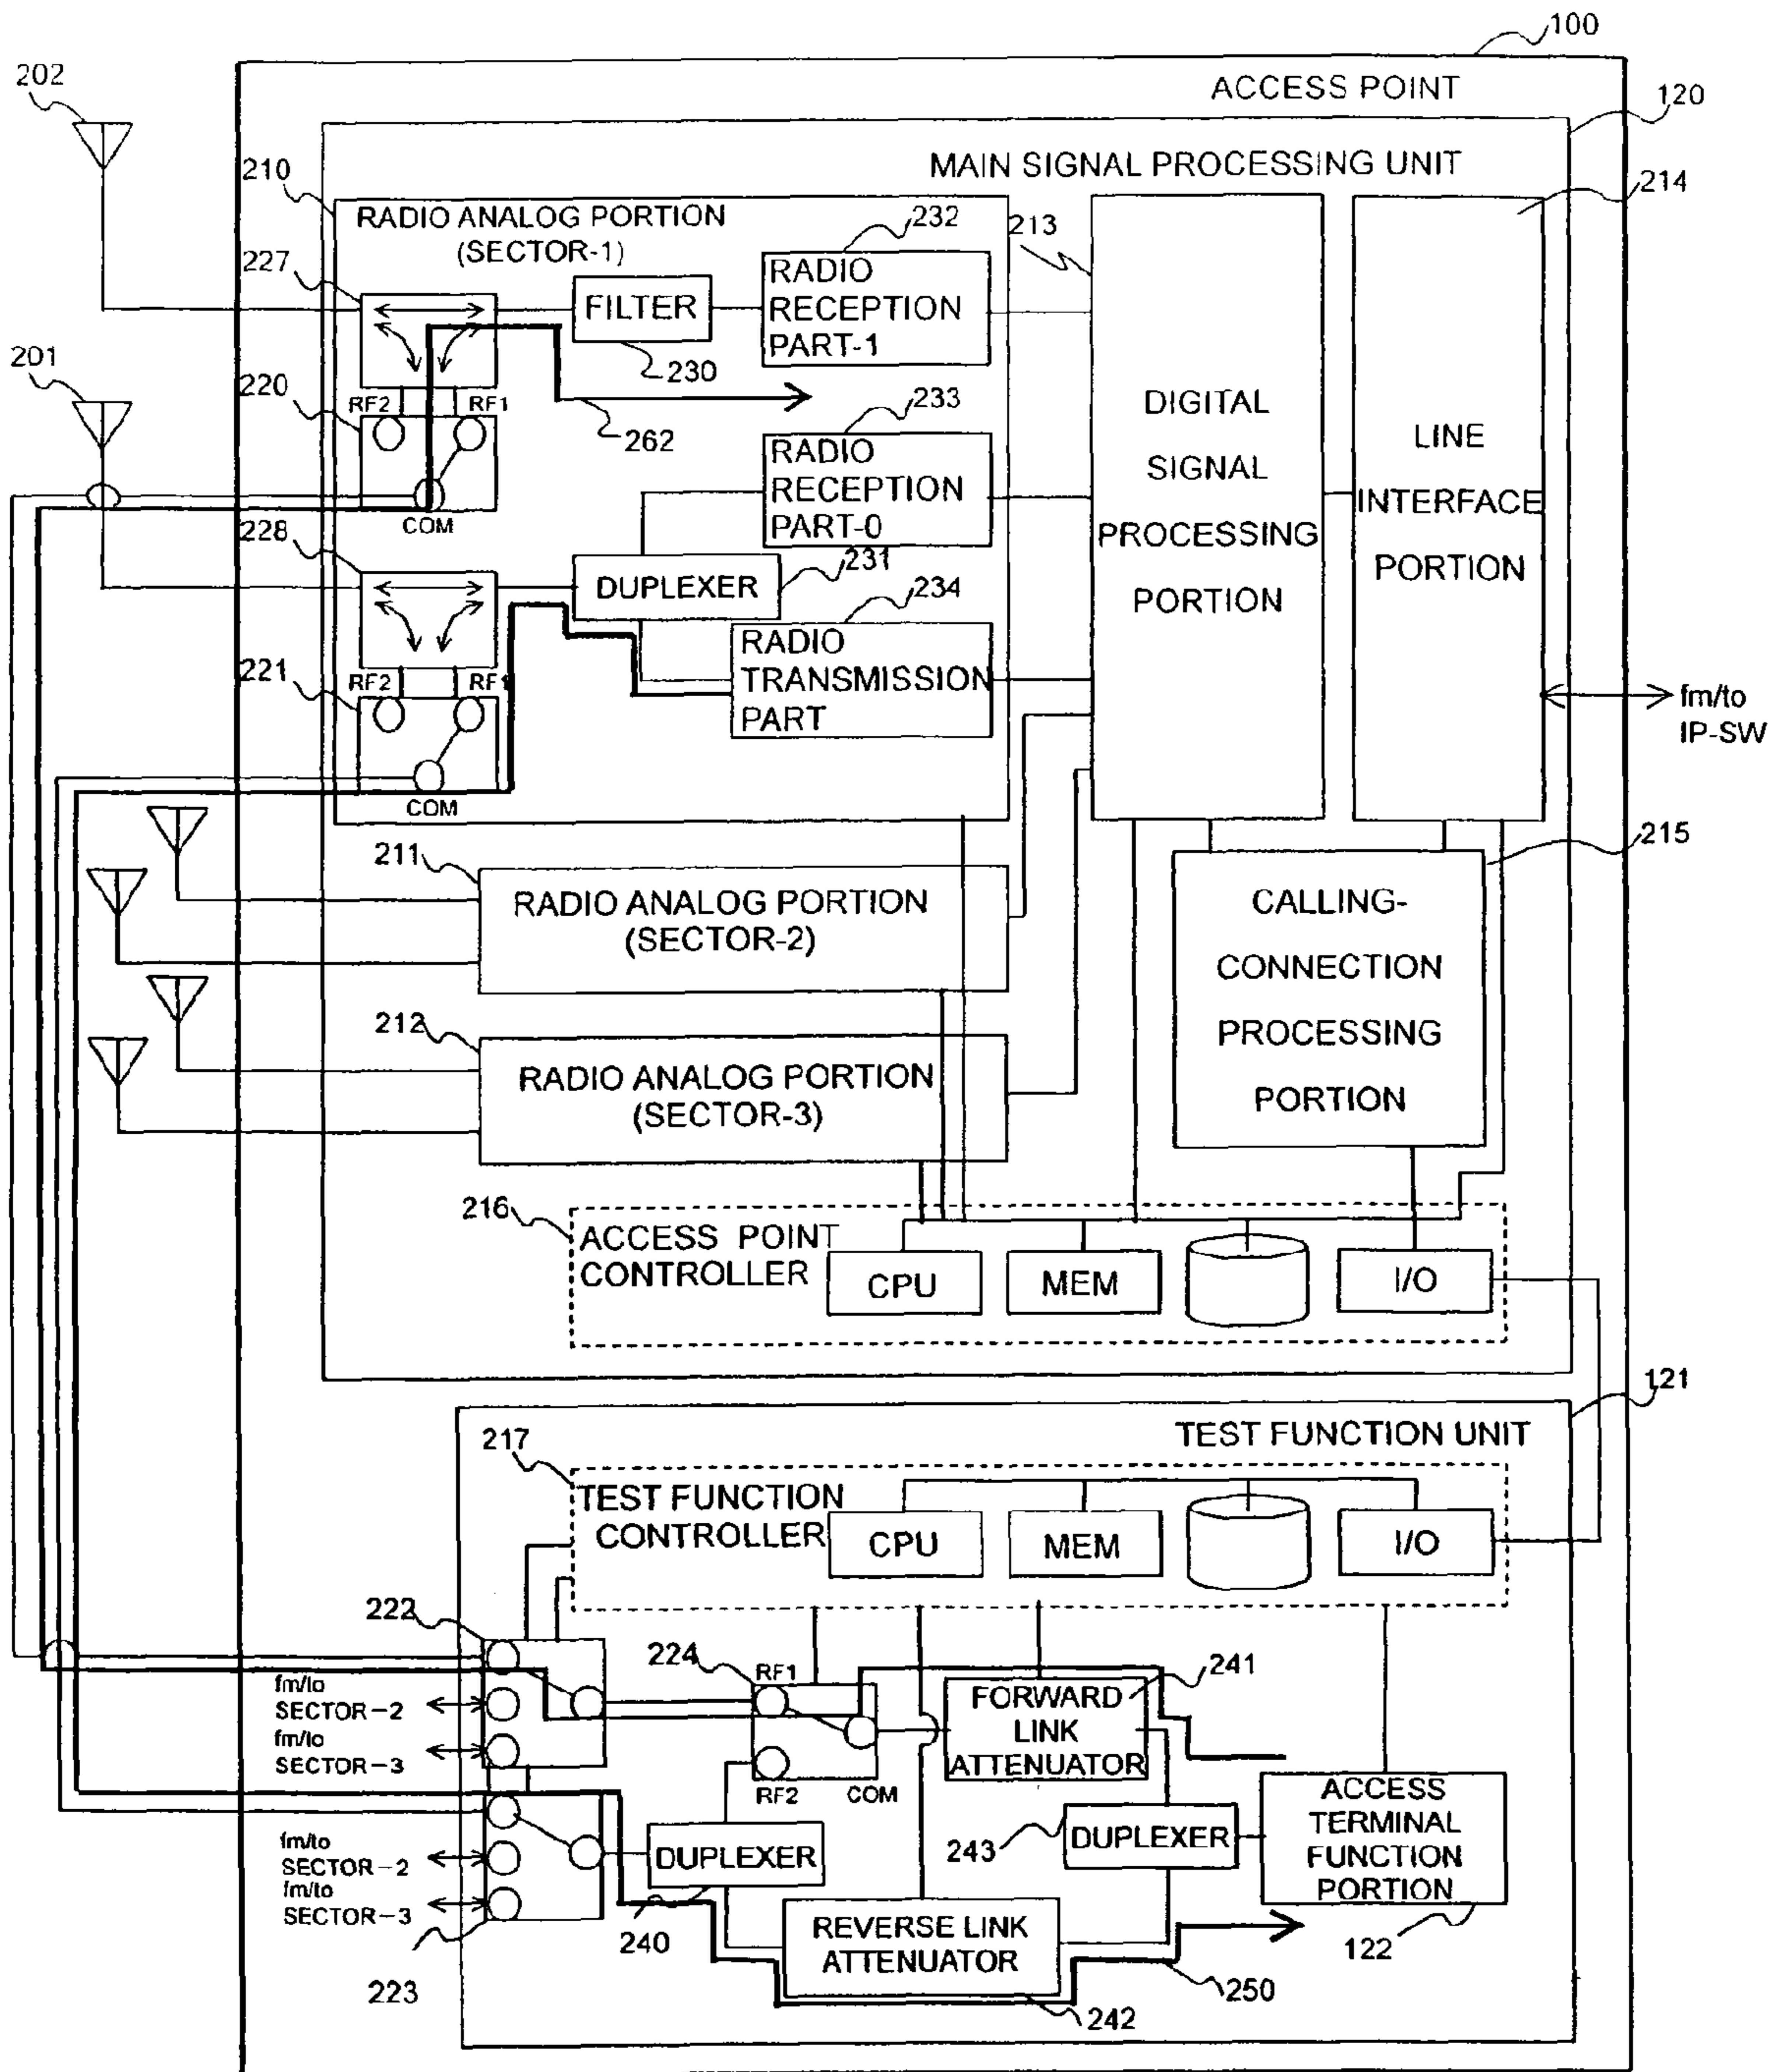 100
ACCESS POINT
202
120
MAIN SIGNAL PROCESSING UNIT
210
214
RADIO ANALOG PORTION
(SECTOR-1)
232
213
227
RADIO
RECEPTION
PART-1
FILTER
230
201
220
RF2
RF1
262
233
RADIO
RECEPTION
PART-0
COM
DIGITAL
SIGNAL
PROCESSING
PORTION
LINE
INTERFACE
PORTION
228
231
DUPLEXER
234
RADIO
TRANSMISSION
PART
221
RF2
RF1
COM
fm/to
IP-SW
211
215
RADIO ANALOG PORTION
(SECTOR-2)
CALLING-
CONNECTION
PROCESSING
PORTION
212
RADIO ANALOG PORTION
(SECTOR-3)
216
ACCESS POINT
CONTROLLER
CPU
MEM
I/O
121
TEST FUNCTION UNIT
217
TEST FUNCTION
CONTROLLER
CPU
MEM
I/O
222
224
RF1
241
fm/to
SECTOR-2
fm/to
SECTOR-3
FORWARD
LINK
ATTENUATOR
RF2
COM
ACCESS
TERMINAL
FUNCTION
PORTION
243
DUPLEXER
DUPLEXER
fm/to
SECTOR-2
fm/to
SECTOR-3
240
REVERSE LINK
ATTENUATOR
122
223
250
242